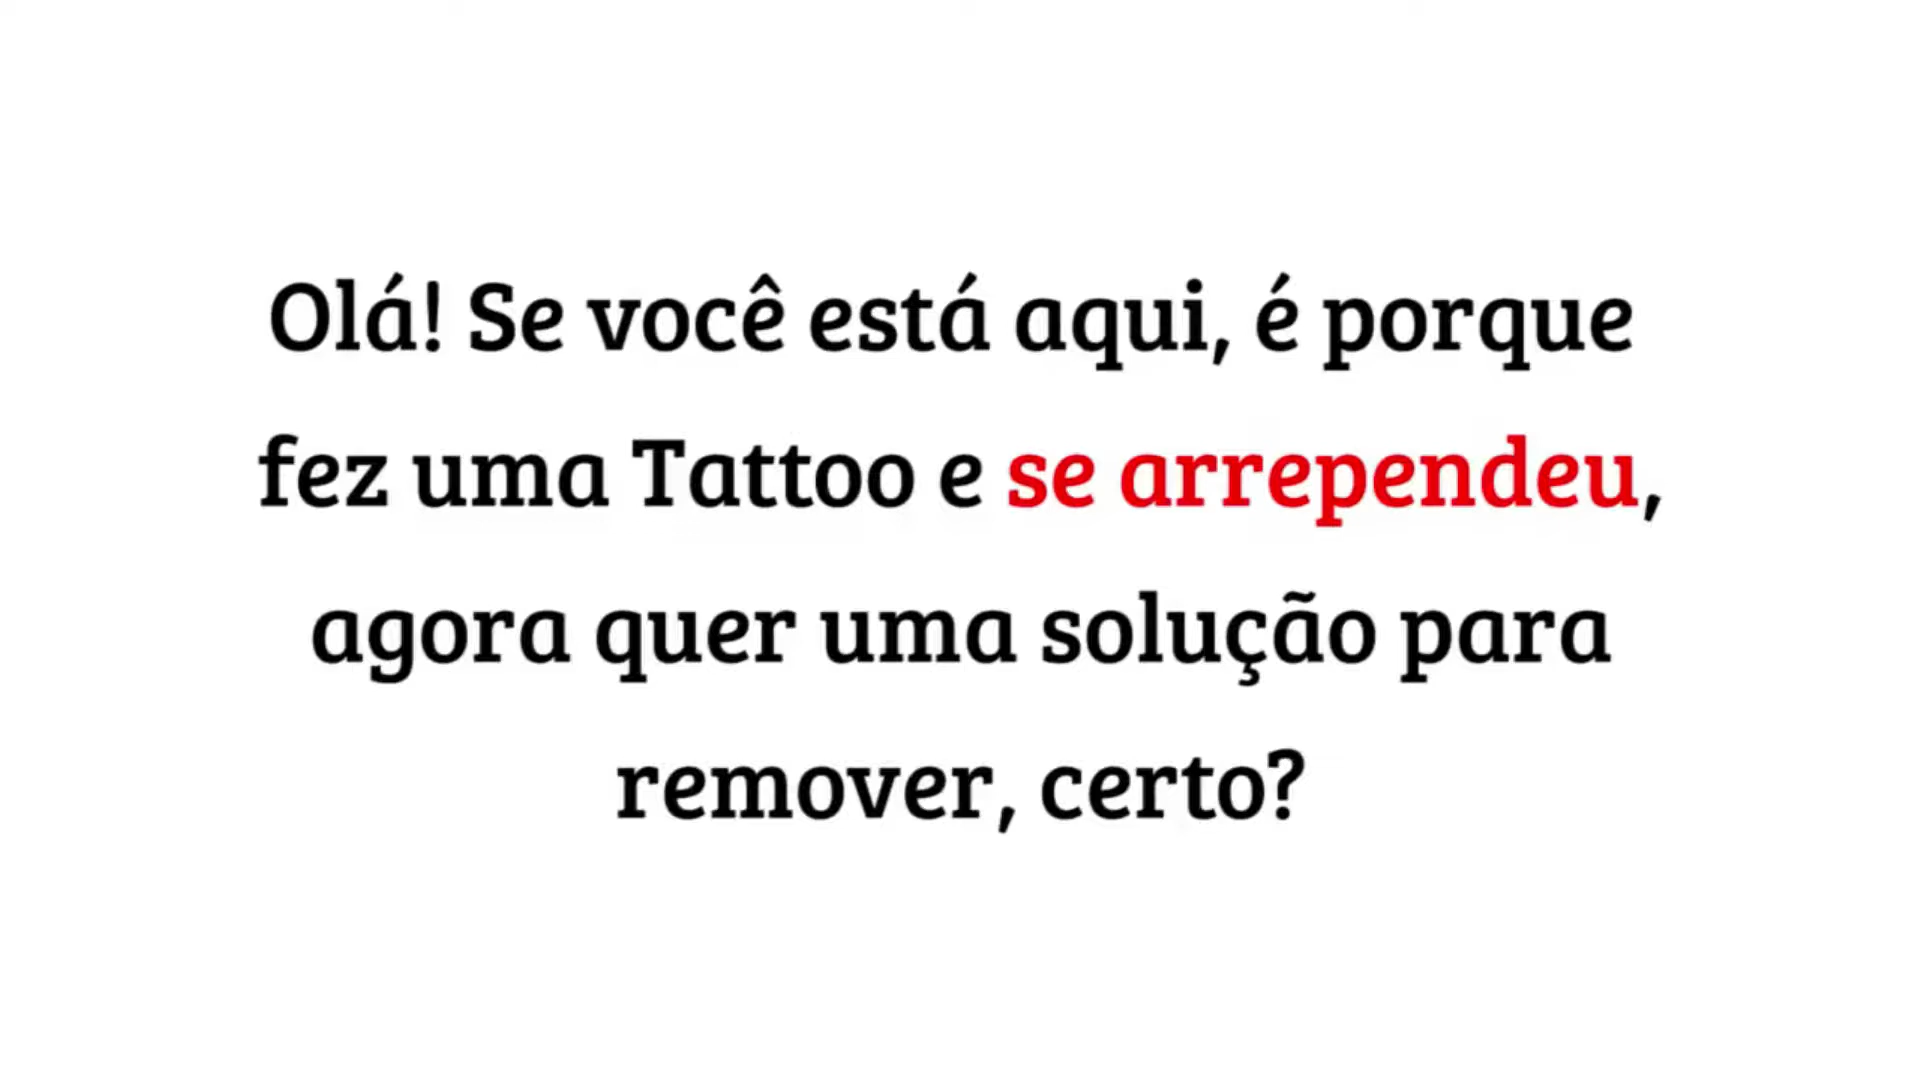 Olá! Se você está aqui, é porque
fez uma Tattoo e se arrependeu,
agora quer uma solução para
remover, certo?